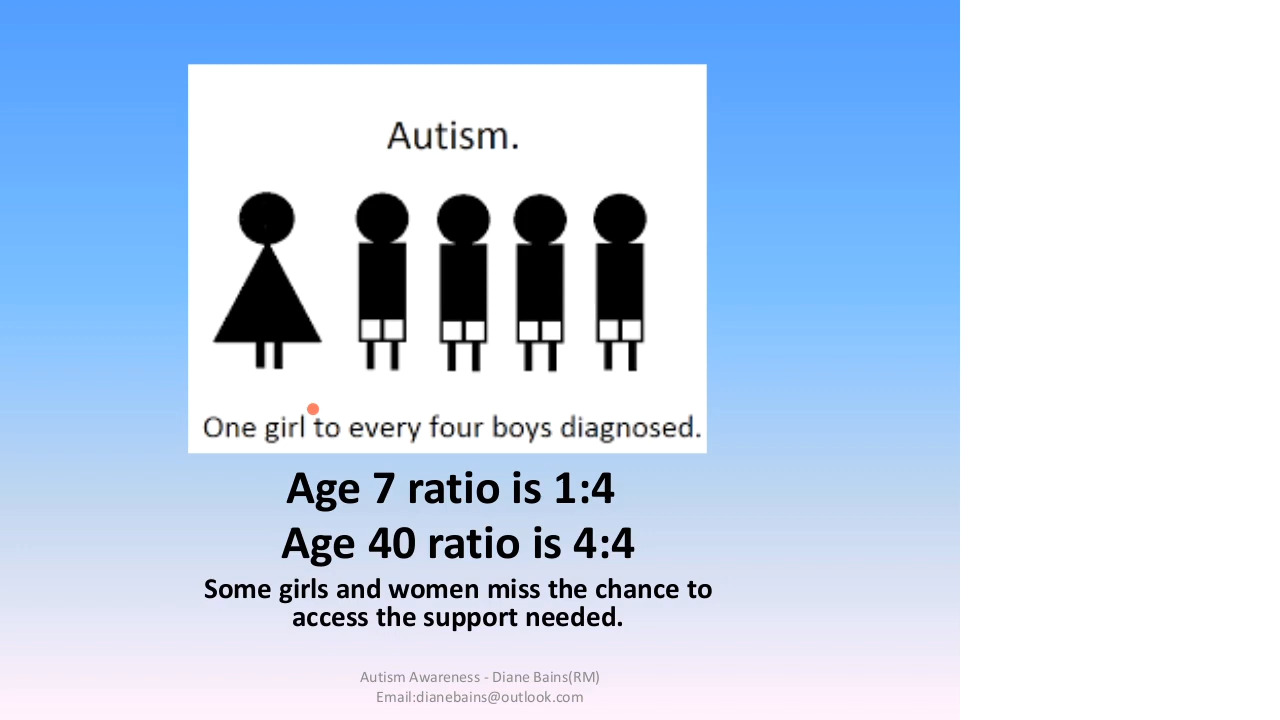 Autism.
One girl to every four boys diagnosed.
Age 7 ratio is 1:4
Age 40 ratio is 4:4
Some girls and women miss the chance to
access the support needed.
Autism Awareness - Diane Bains(RM)
Email:dianebains@outlook.com